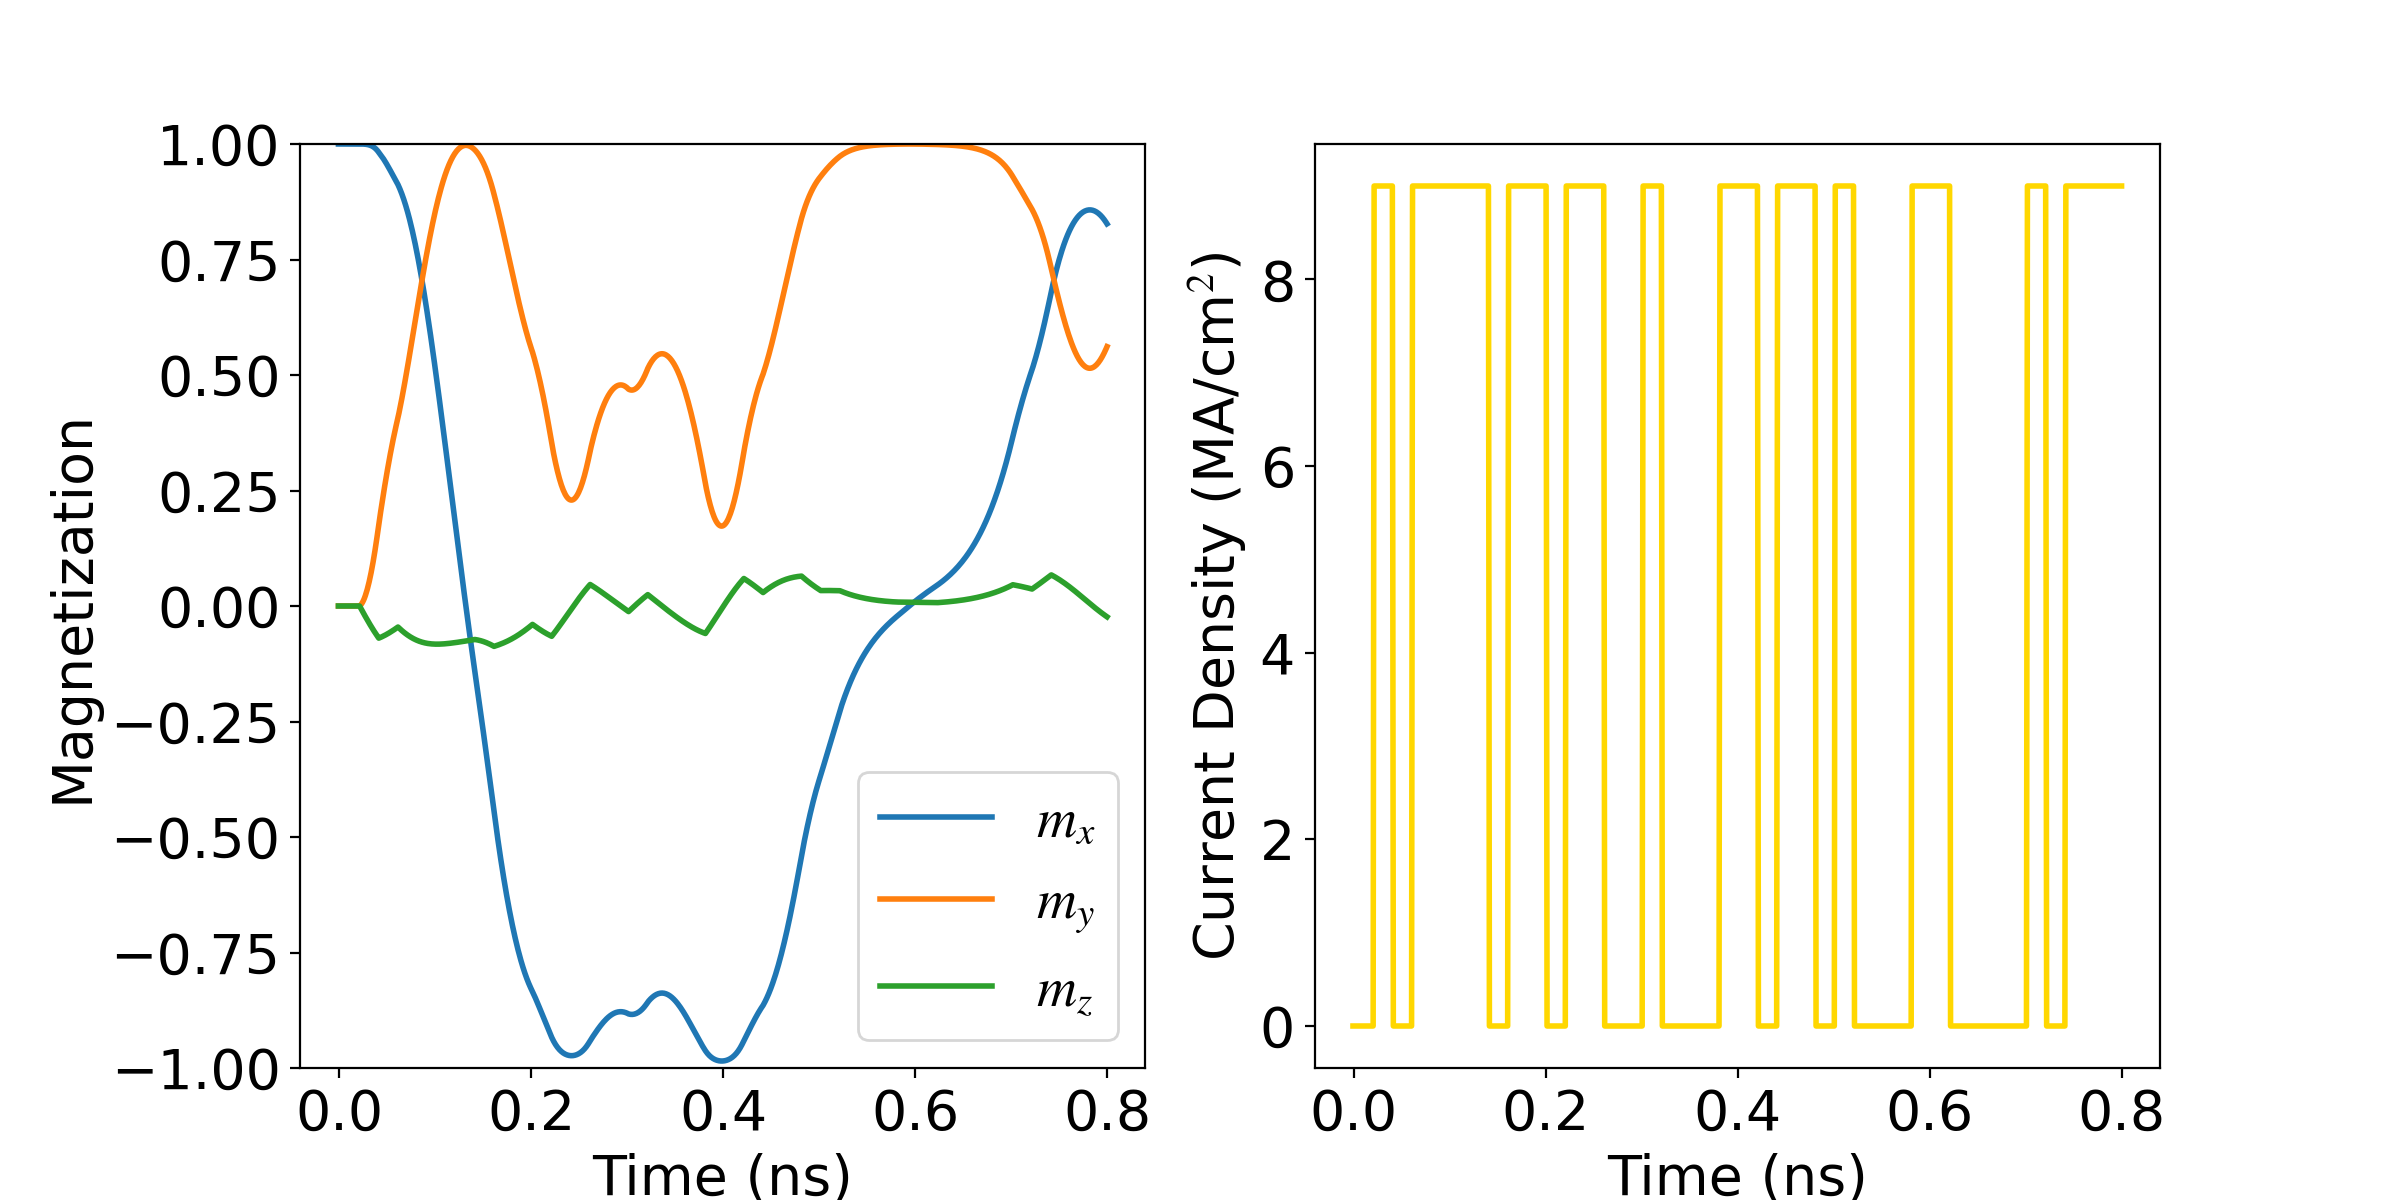 1.00
0.75
0.50
0.25
0.00
−0.25
−0.50
−0.75
−1.00
Magnetization
0.0 0.2 0.4 0.6 0.8
Time (ns)
m_x
m_y
m_z
8
6
4
2
0
Current Density (MA/cm²)
0.0 0.2 0.4 0.6 0.8
Time (ns)